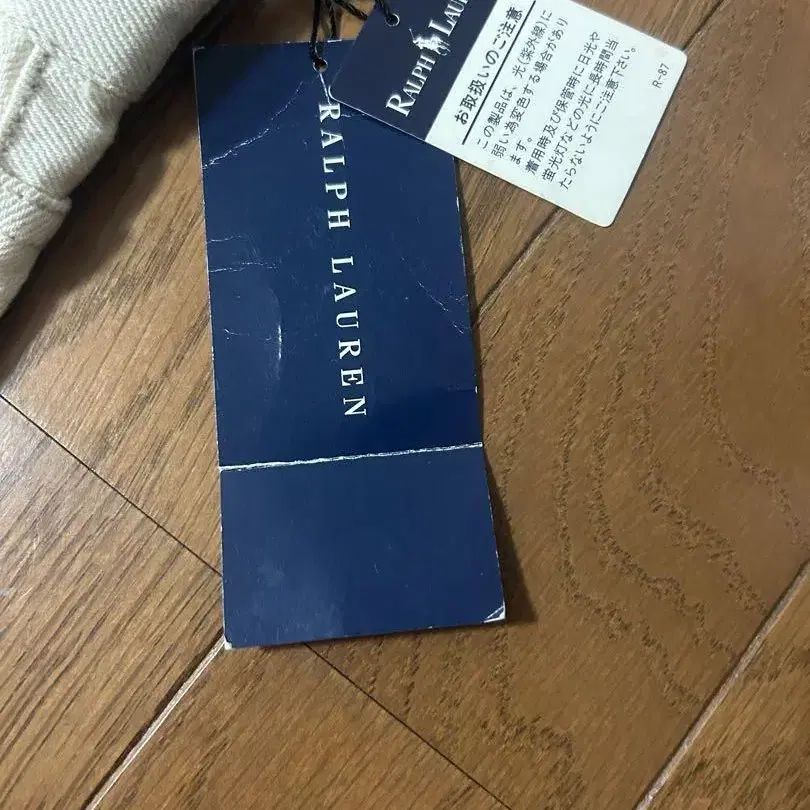 RALPH LAUREN
RALPH LAU
お取扱いのご注意
この製品は、光(紫外線)に
弱い為変色する場合があり
ます。
着用時及び保管時に日光や
蛍光灯などの光に長時間当
たらないようにご注意下さい。
R-87